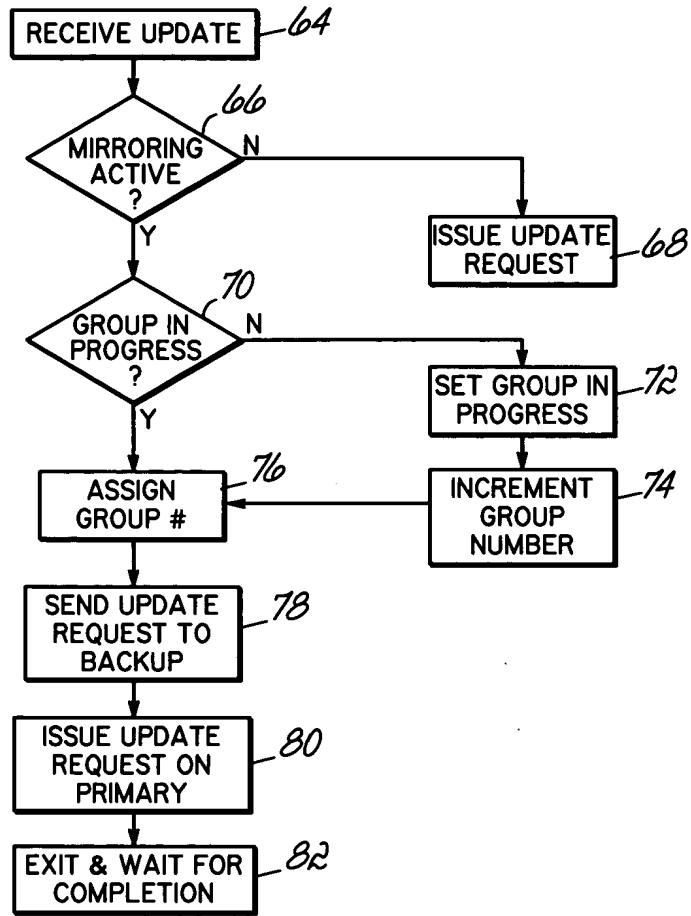 RECEIVE UPDATE
64
66
MIRRORING
ACTIVE
?
N
Y
ISSUE UPDATE
REQUEST
68
70
GROUP IN
PROGRESS
?
N
Y
SET GROUP IN
PROGRESS
72
76
ASSIGN
GROUP #
INCREMENT
GROUP
NUMBER
74
SEND UPDATE
REQUEST TO
BACKUP
78
ISSUE UPDATE
REQUEST ON
PRIMARY
80
EXIT & WAIT FOR
COMPLETION
82